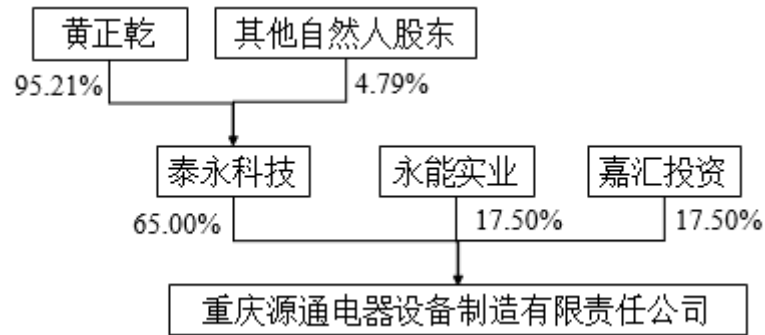 黄正乾 其他自然人股东
95.21% 4.79%
泰永科技 永能实业 嘉汇投资
65.00% 17.50% 17.50%
重庆源通电器设备制造有限责任公司